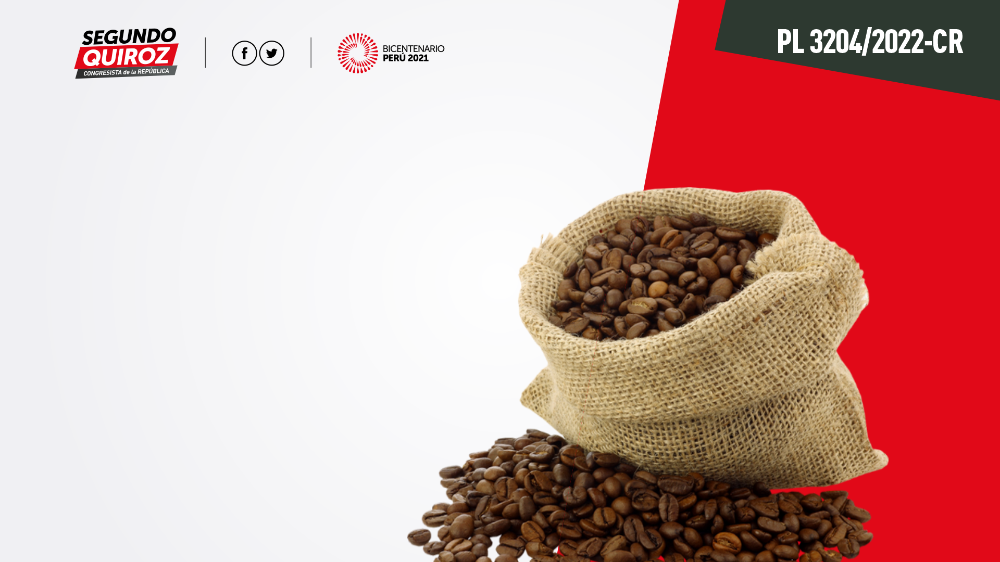 SEGUNDO
QUIROZ
CONGRESISTA de la REPÚBLICA
f
BICENTENARIO
PERÚ 2021
PL 3204/2022-CR